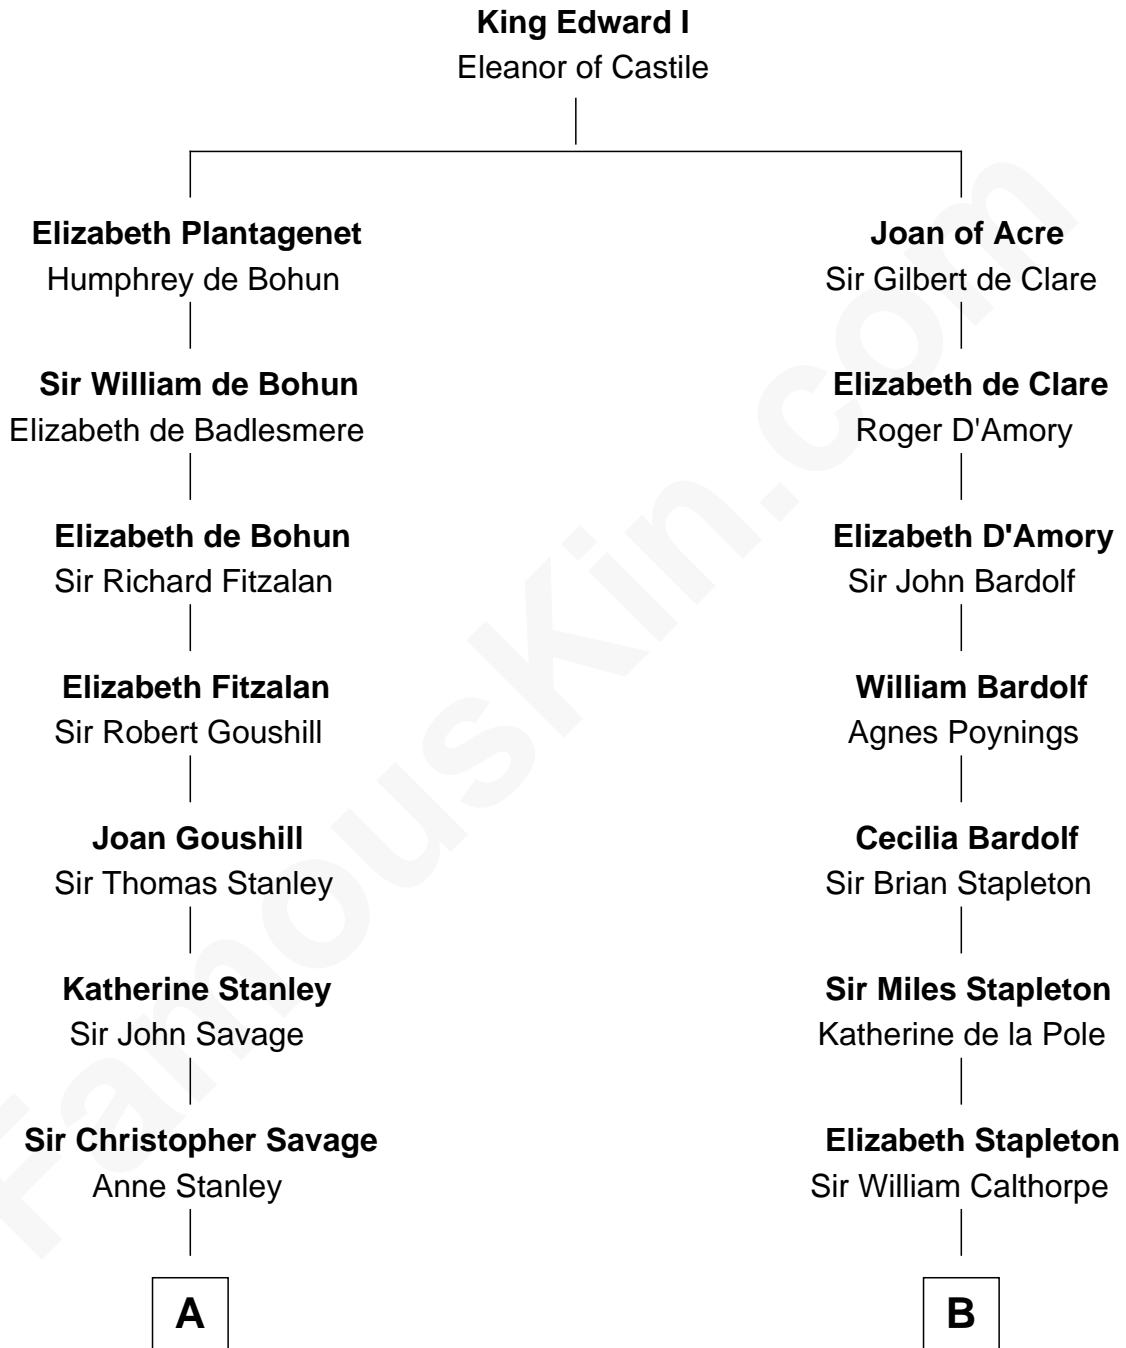 King Edward I
Eleanor of Castile
Elizabeth Plantagenet
Humphrey de Bohun
Joan of Acre
Sir Gilbert de Clare
Sir William de Bohun
Elizabeth de Badlesmere
Elizabeth de Clare
Roger D'Amory
Elizabeth de Bohun
Sir Richard Fitzalan
Elizabeth D'Amory
Sir John Bardolf
Elizabeth Fitzalan
Sir Robert Goushill
William Bardolf
Agnes Poynings
Joan Goushill
Sir Thomas Stanley
Cecilia Bardolf
Sir Brian Stapleton
Katherine Stanley
Sir John Savage
Sir Miles Stapleton
Katherine de la Pole
Sir Christopher Savage
Anne Stanley
Elizabeth Stapleton
Sir William Calthorpe
A
B
FamousKin.com